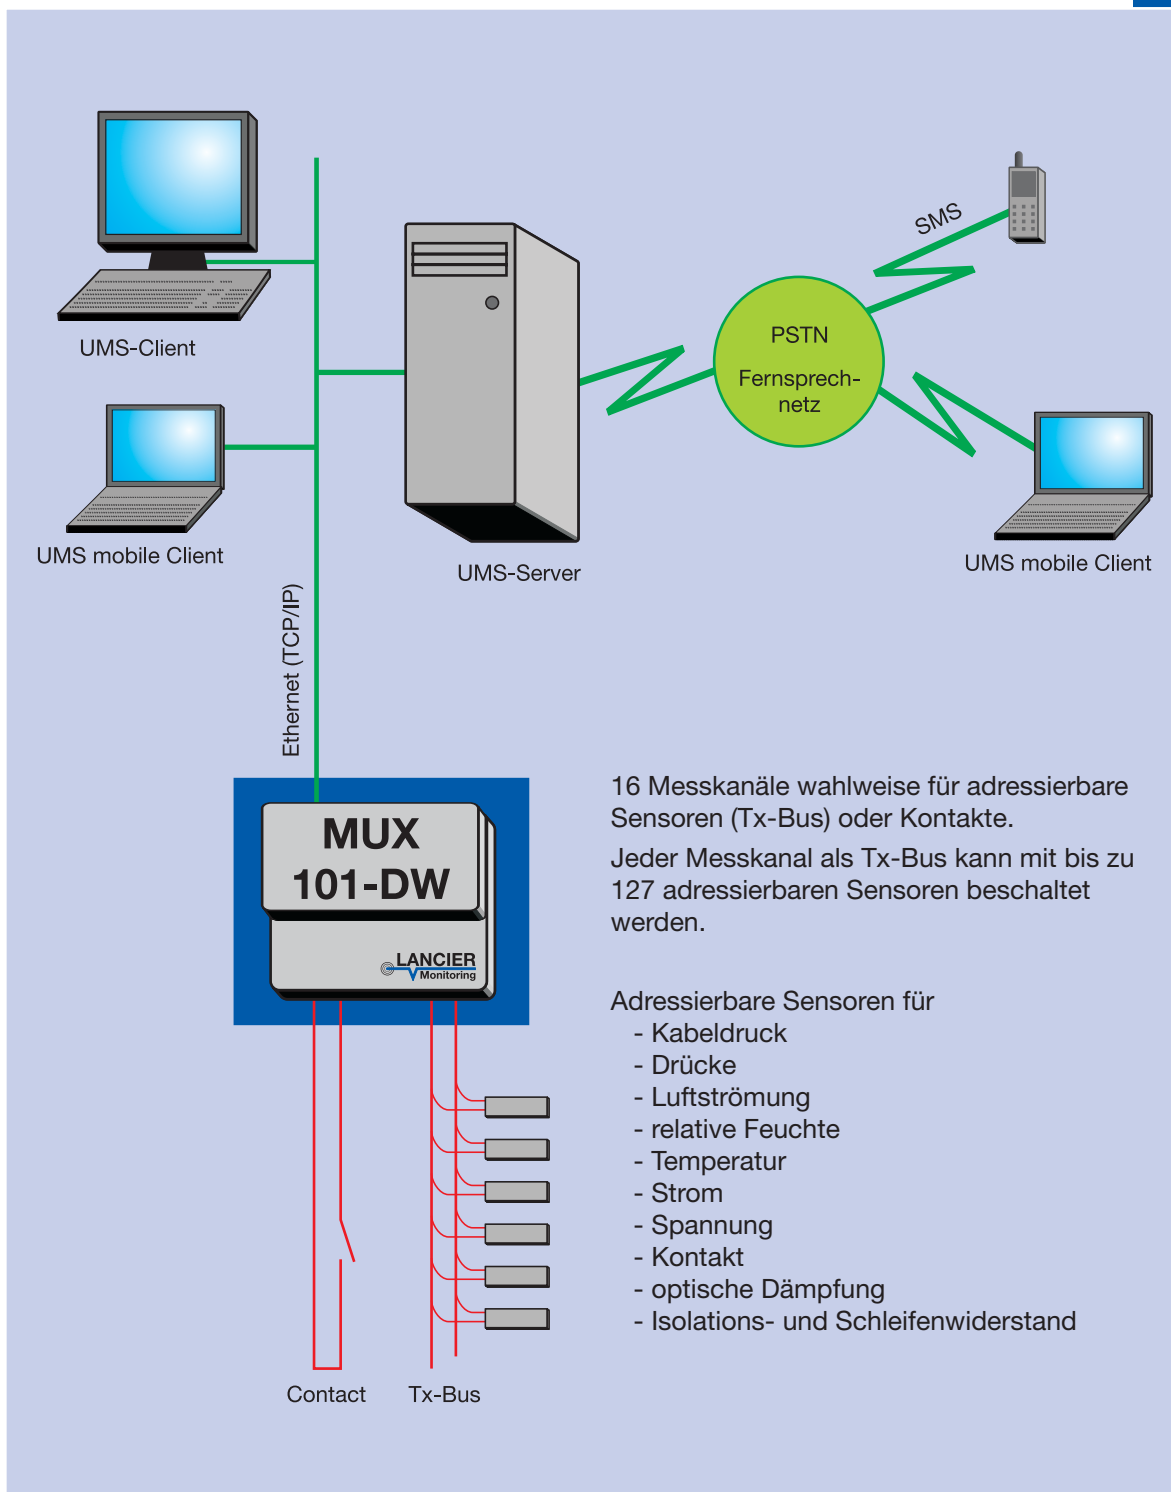 UMS-Client
UMS mobile Client
UMS-Server
SMS
PSTN
Fernsprech-
netz
UMS mobile Client
Ethernet (TCP/IP)
MUX
101-DW
LANCIER
Monitoring
16 Messkanäle wahlweise für adressierbare
Sensoren (Tx-Bus) oder Kontakte.
Jeder Messkanal als Tx-Bus kann mit bis zu
127 adressierbaren Sensoren beschaltet
werden.
Adressierbare Sensoren für
- Kabeldruck
- Drücke
- Luftströmung
- relative Feuchte
- Temperatur
- Strom
- Spannung
- Kontakt
- optische Dämpfung
- Isolations- und Schleifenwiderstand
Contact
Tx-Bus